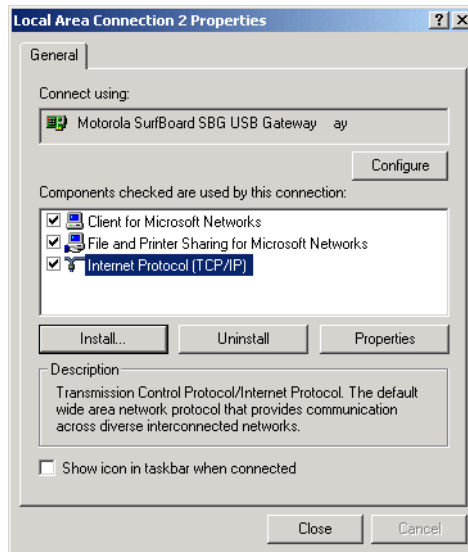 Local Area Connection 2 Properties
General
Connect using:
Motorola SurfBoard SBG USB Gateway ay
Configure
Components checked are used by this connection:
Client for Microsoft Networks
File and Printer Sharing for Microsoft Networks
Internet Protocol (TCP/IP)
Install... Uninstall Properties
Description
Transmission Control Protocol/Internet Protocol. The default
wide area network protocol that provides communication
across diverse interconnected networks.
Show icon in taskbar when connected
Close Cancel